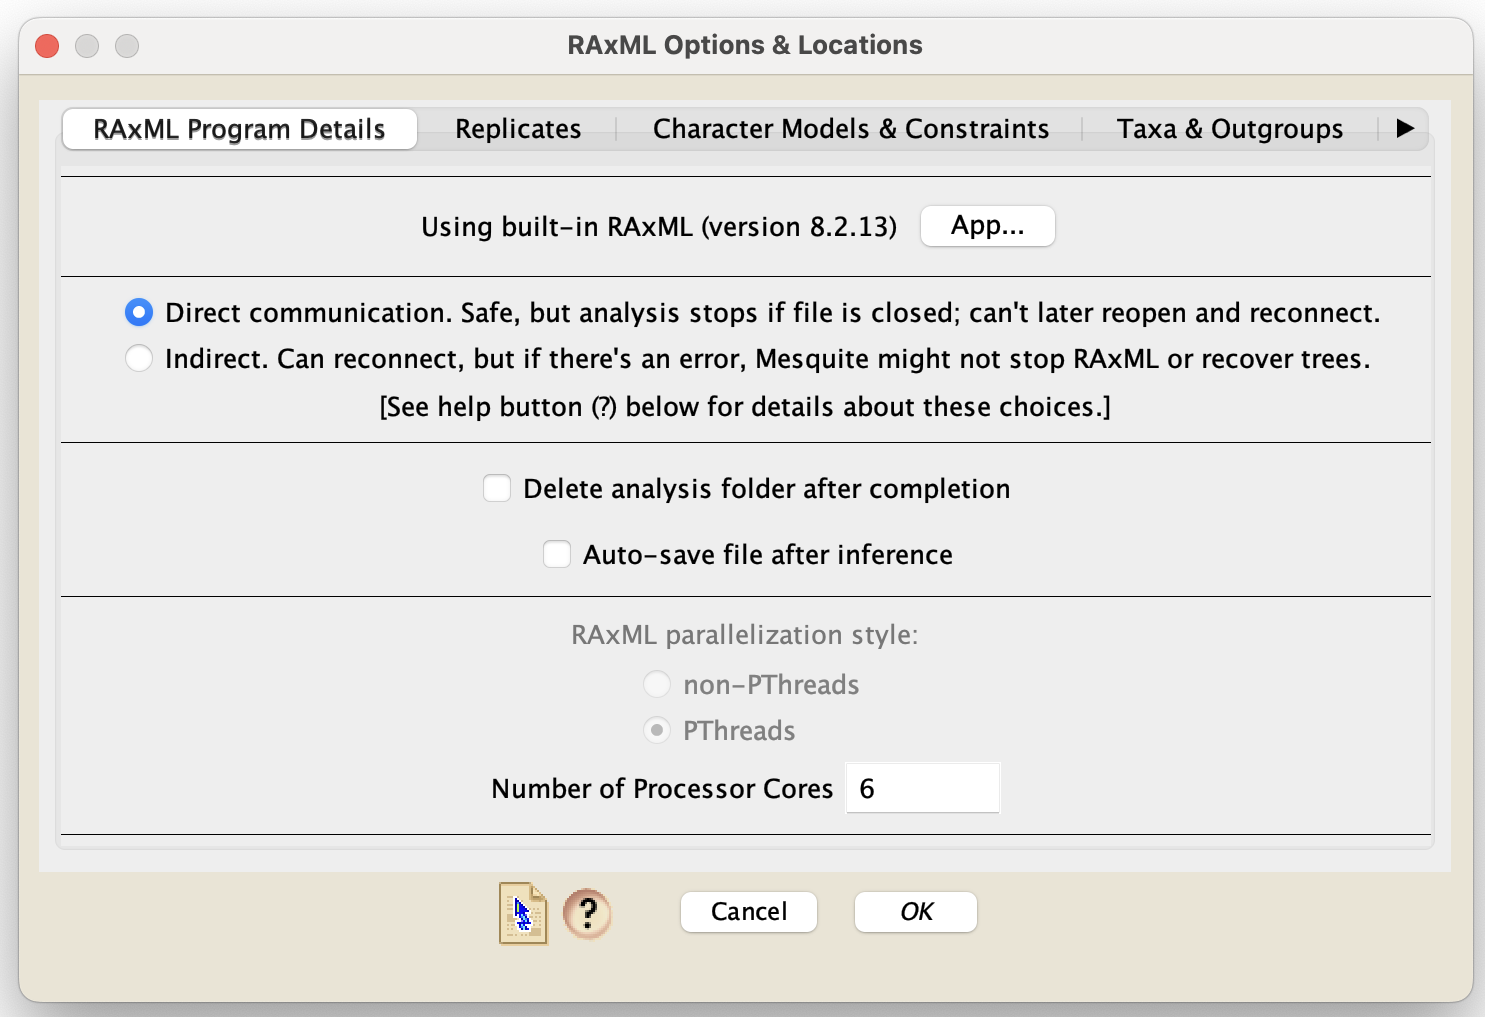 RAxML Options & Locations
RAxML Program Details Replicates Character Models & Constraints Taxa & Outgroups
Using built-in RAxML (version 8.2.13) App...
Direct communication. Safe, but analysis stops if file is closed; can't later reopen and reconnect.
Indirect. Can reconnect, but if there's an error, Mesquite might not stop RAxML or recover trees.
[See help button (?) below for details about these choices.]
Delete analysis folder after completion
Auto-save file after inference
RAxML parallelization style:
non-PThreads
PThreads
Number of Processor Cores 6
? Cancel OK